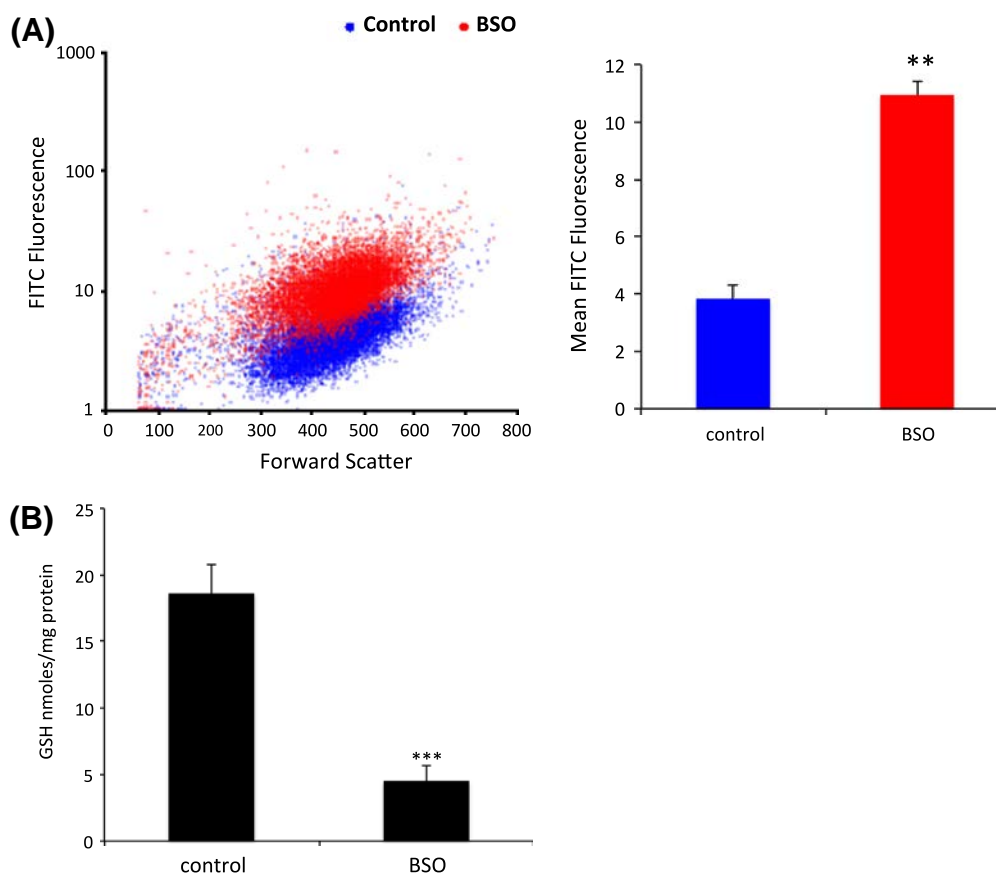 (A)
Control BSO
1000
100
10
1
FITC Fluorescence
0 100 200 300 400 500 600 700 800
Forward Scatter
**
12
10
8
6
4
2
0
Mean FITC Fluorescence
control BSO
(B)
25
20
15
10
5
0
GSH nmoles/mg protein
***
control BSO